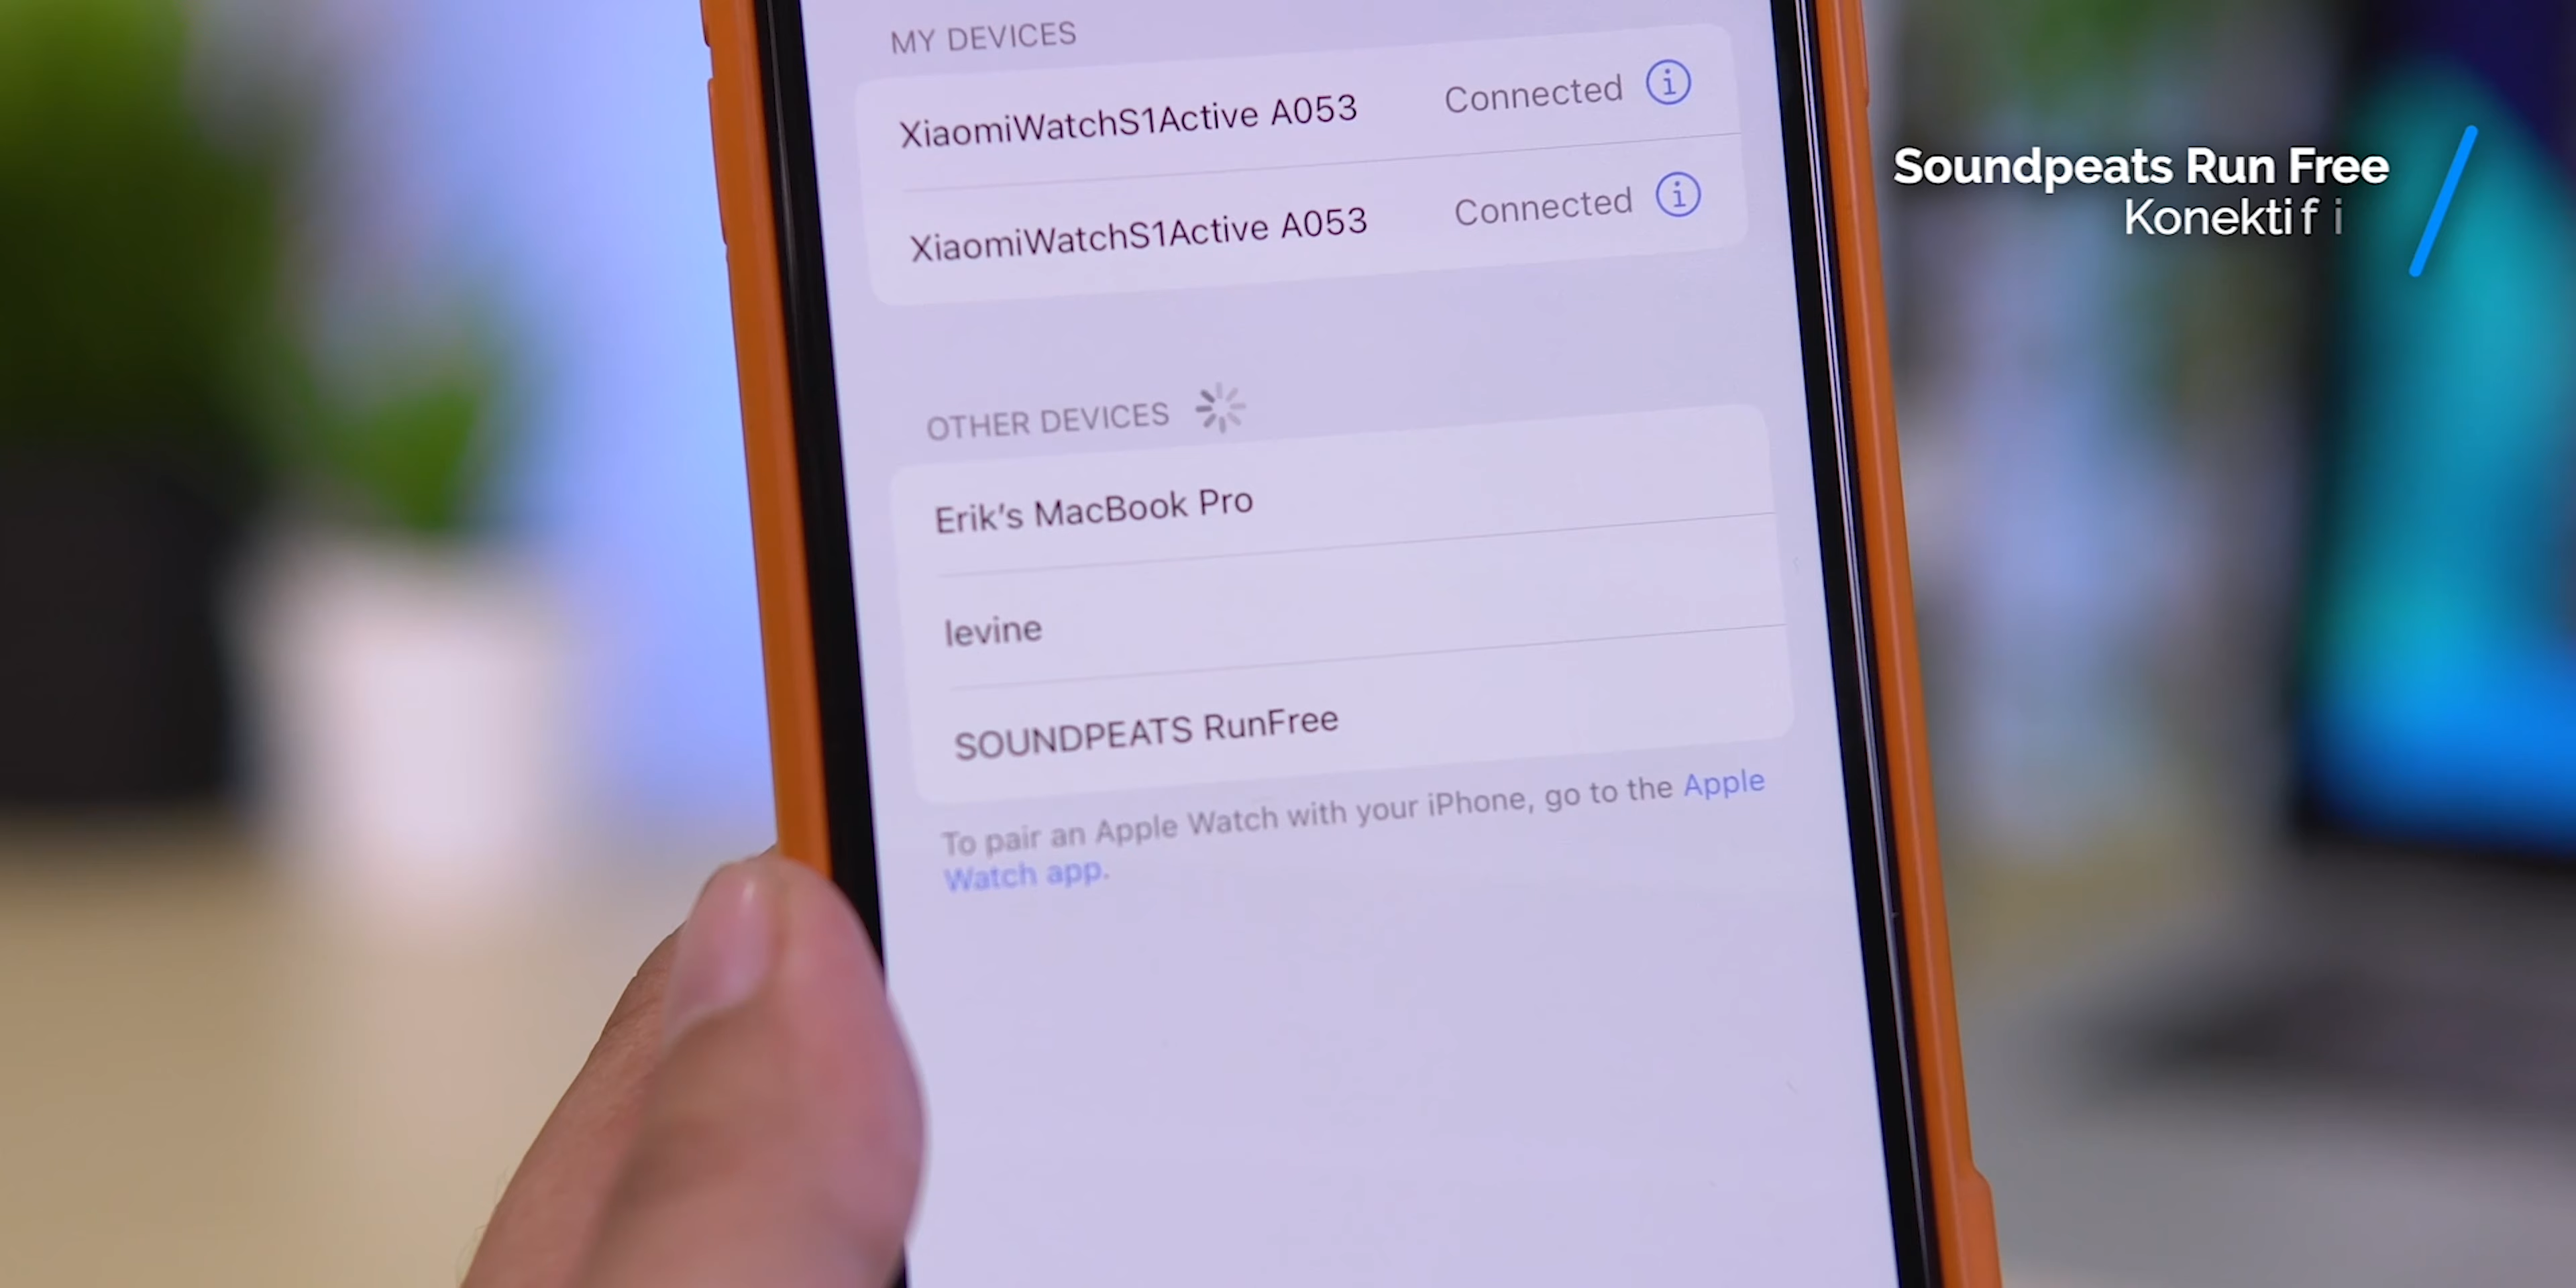 MY DEVICES
XiaomiWatchS1Active A053 Connected i
XiaomiWatchS1Active A053 Connected i
Soundpeats Run Free
Konektifi
OTHER DEVICES
Erik's MacBook Pro
levine
SOUNDPEATS RunFree
To pair an Apple Watch with your iPhone, go to the Apple
Watch app.